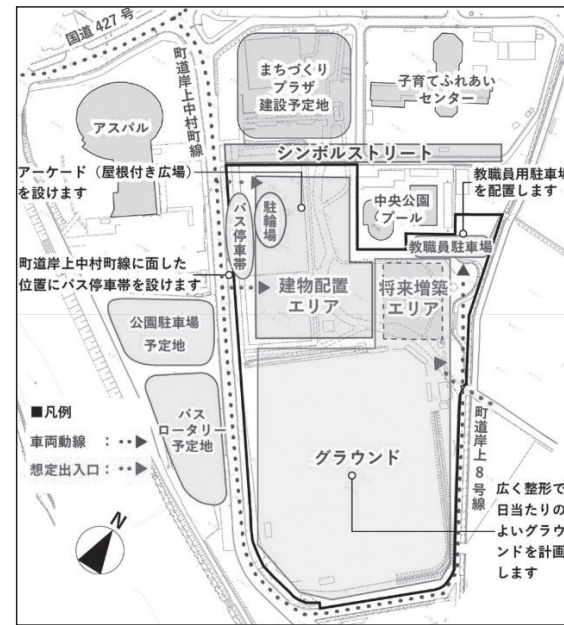 国道 427 号
町道岸上中村町線
まちづくり
プラザ
建設予定地
子育てふれあい
センター
アスパル
シンボルストリート
アーケード（屋根付き広場）
を設けます
教職員用駐車場
を配置します
バス停車帯
駐輪場
中央公園
プール
教職員駐車場
町道岸上中村町線に面した
位置にバス停車帯を設けます
建物配置
エリア
将来増築
エリア
公園駐車場
予定地
バス
ロータリー
予定地
■凡例
車両動線 ：
想定出入口：
グラウンド
町道岸上 8 号線
広く整形で
日当たりの
よいグラウ
ンドを計画
します
N